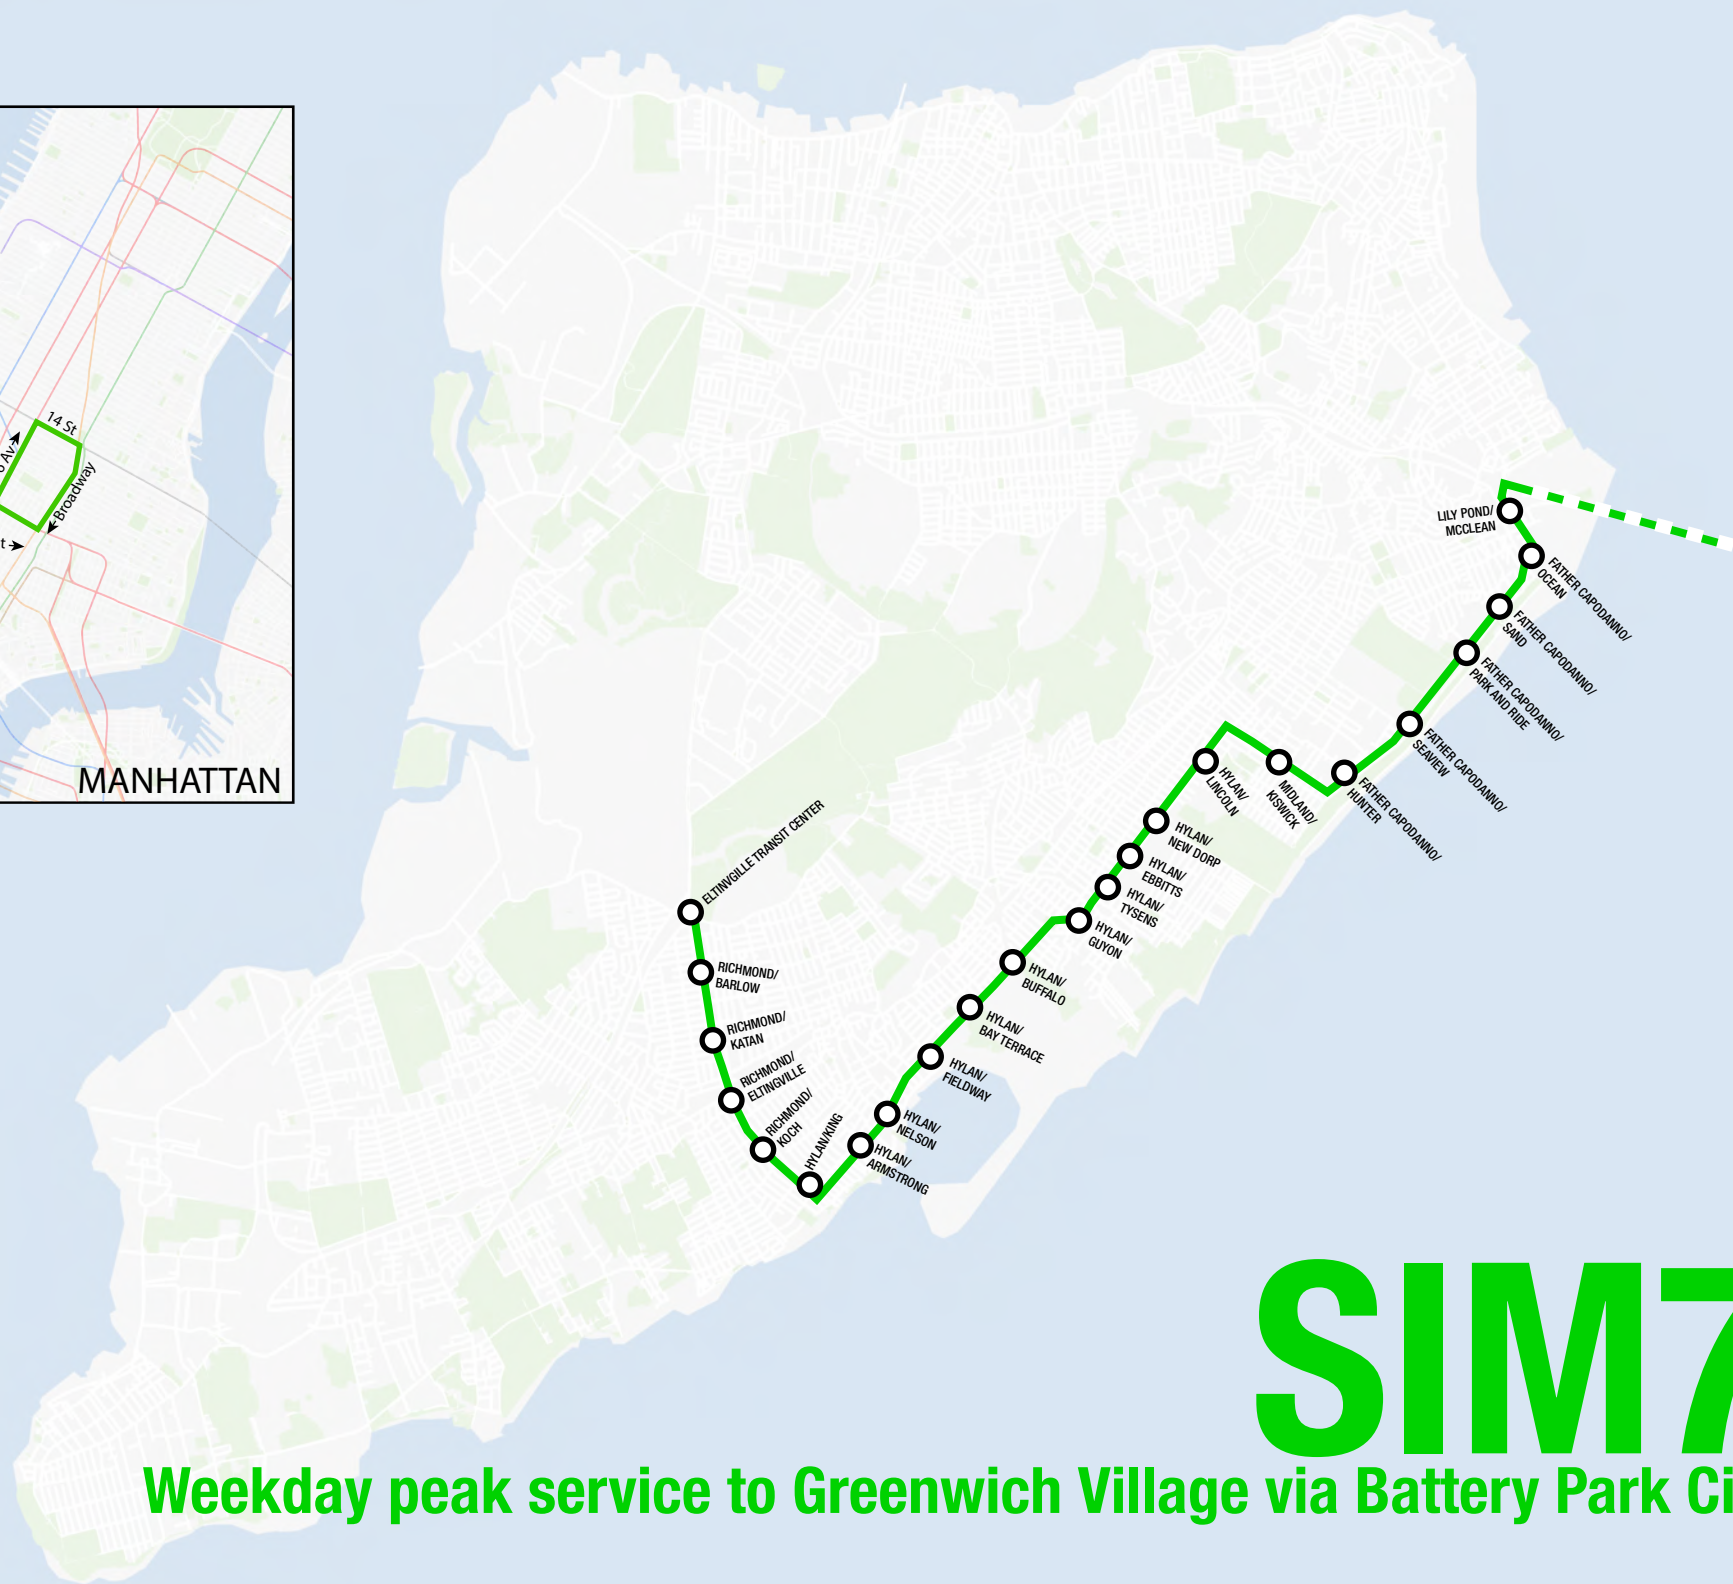 14 St
Av
Broadway
t
MANHATTAN
LILY POND/
MCCLEAN
FATHER CAPODANNO/
OCEAN
FATHER CAPODANNO/
SAND
FATHER CAPODANNO/
PARK AND RIDE
FATHER CAPODANNO/
SEAVIEW
FATHER CAPODANNO/
HUNTER
MIDLAND/
KISWICK
HYLAN/
LINCOLN
HYLAN/
NEW DORP
HYLAN/
EBBITTS
HYLAN/
TYSENS
HYLAN/
GUYON
HYLAN/
BUFFALO
HYLAN/
BAY TERRACE
HYLAN/
FIELDWAY
HYLAN/
NELSON
HYLAN/
ARMSTRONG
HYLAN/KING
RICHMOND/
KOCH
RICHMOND/
ELTINGVILLE
RICHMOND/
KATAN
RICHMOND/
BARLOW
ELTINVGILLE TRANSIT CENTER
SIM7
Weekday peak service to Greenwich Village via Battery Park Ci